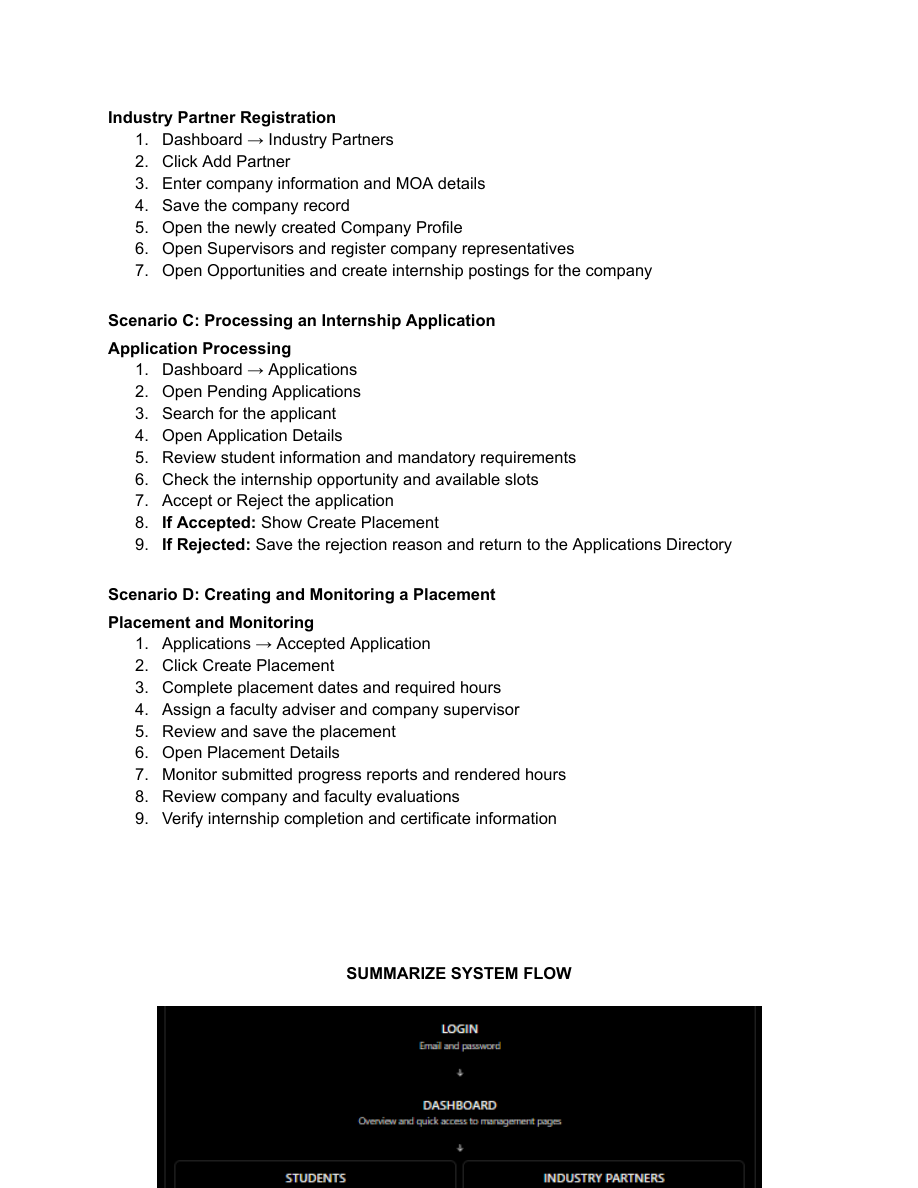 Industry Partner Registration
1. Dashboard → Industry Partners
2. Click Add Partner
3. Enter company information and MOA details
4. Save the company record
5. Open the newly created Company Profile
6. Open Supervisors and register company representatives
7. Open Opportunities and create internship postings for the company
Scenario C: Processing an Internship Application
Application Processing
1. Dashboard → Applications
2. Open Pending Applications
3. Search for the applicant
4. Open Application Details
5. Review student information and mandatory requirements
6. Check the internship opportunity and available slots
7. Accept or Reject the application
8. If Accepted: Show Create Placement
9. If Rejected: Save the rejection reason and return to the Applications Directory
Scenario D: Creating and Monitoring a Placement
Placement and Monitoring
1. Applications → Accepted Application
2. Click Create Placement
3. Complete placement dates and required hours
4. Assign a faculty adviser and company supervisor
5. Review and save the placement
6. Open Placement Details
7. Monitor submitted progress reports and rendered hours
8. Review company and faculty evaluations
9. Verify internship completion and certificate information
SUMMARIZE SYSTEM FLOW
LOGIN
Email and password
↓
DASHBOARD
Overview and quick access to management pages
↓
STUDENTS INDUSTRY PARTNERS